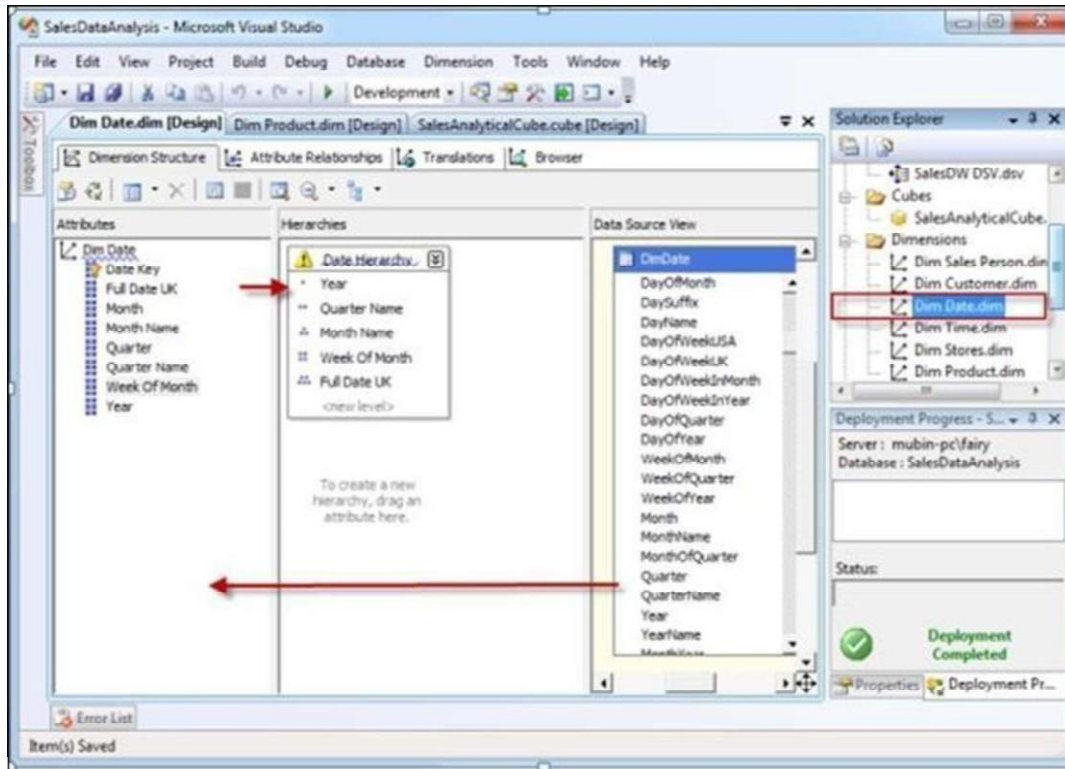 SalesDataAnalysis - Microsoft Visual Studio
File Edit View Project Build Debug Database Dimension Tools Window Help
Development
Toolbox
Dim Date.dim [Design] Dim Product.dim [Design] SalesAnalyticalCube.cube [Design]
Dimension Structure Attribute Relationships Translations Browser
Attributes
Dim Date
Date Key
Full Date UK
Month
Month Name
Quarter
Quarter Name
Week Of Month
Year
Hierarchies
Date Hierarchy
Year
Quarter Name
Month Name
Week Of Month
Full Date UK
<new level>
To create a new
hierarchy, drag an
attribute here.
Data Source View
DimDate
DayOfMonth
DaySuffix
DayName
DayOfWeekUSA
DayOfWeekUK
DayOfWeekInMonth
DayOfWeekInYear
DayOfQuarter
DayOfYear
WeekOfMonth
WeekOfQuarter
WeekOfYear
Month
MonthName
MonthOfQuarter
Quarter
QuarterName
Year
YearName
MonthYear
Solution Explorer
SalesDW DSV.dsv
Cubes
SalesAnalyticalCube.
Dimensions
Dim Sales Person.dim
Dim Customer.dim
Dim Date.dim
Dim Time.dim
Dim Stores.dim
Dim Product.dim
Deployment Progress - S...
Server : mubin-pc\fairy
Database : SalesDataAnalysis
Status:
Deployment
Completed
Properties Deployment Pr...
Error List
Item(s) Saved